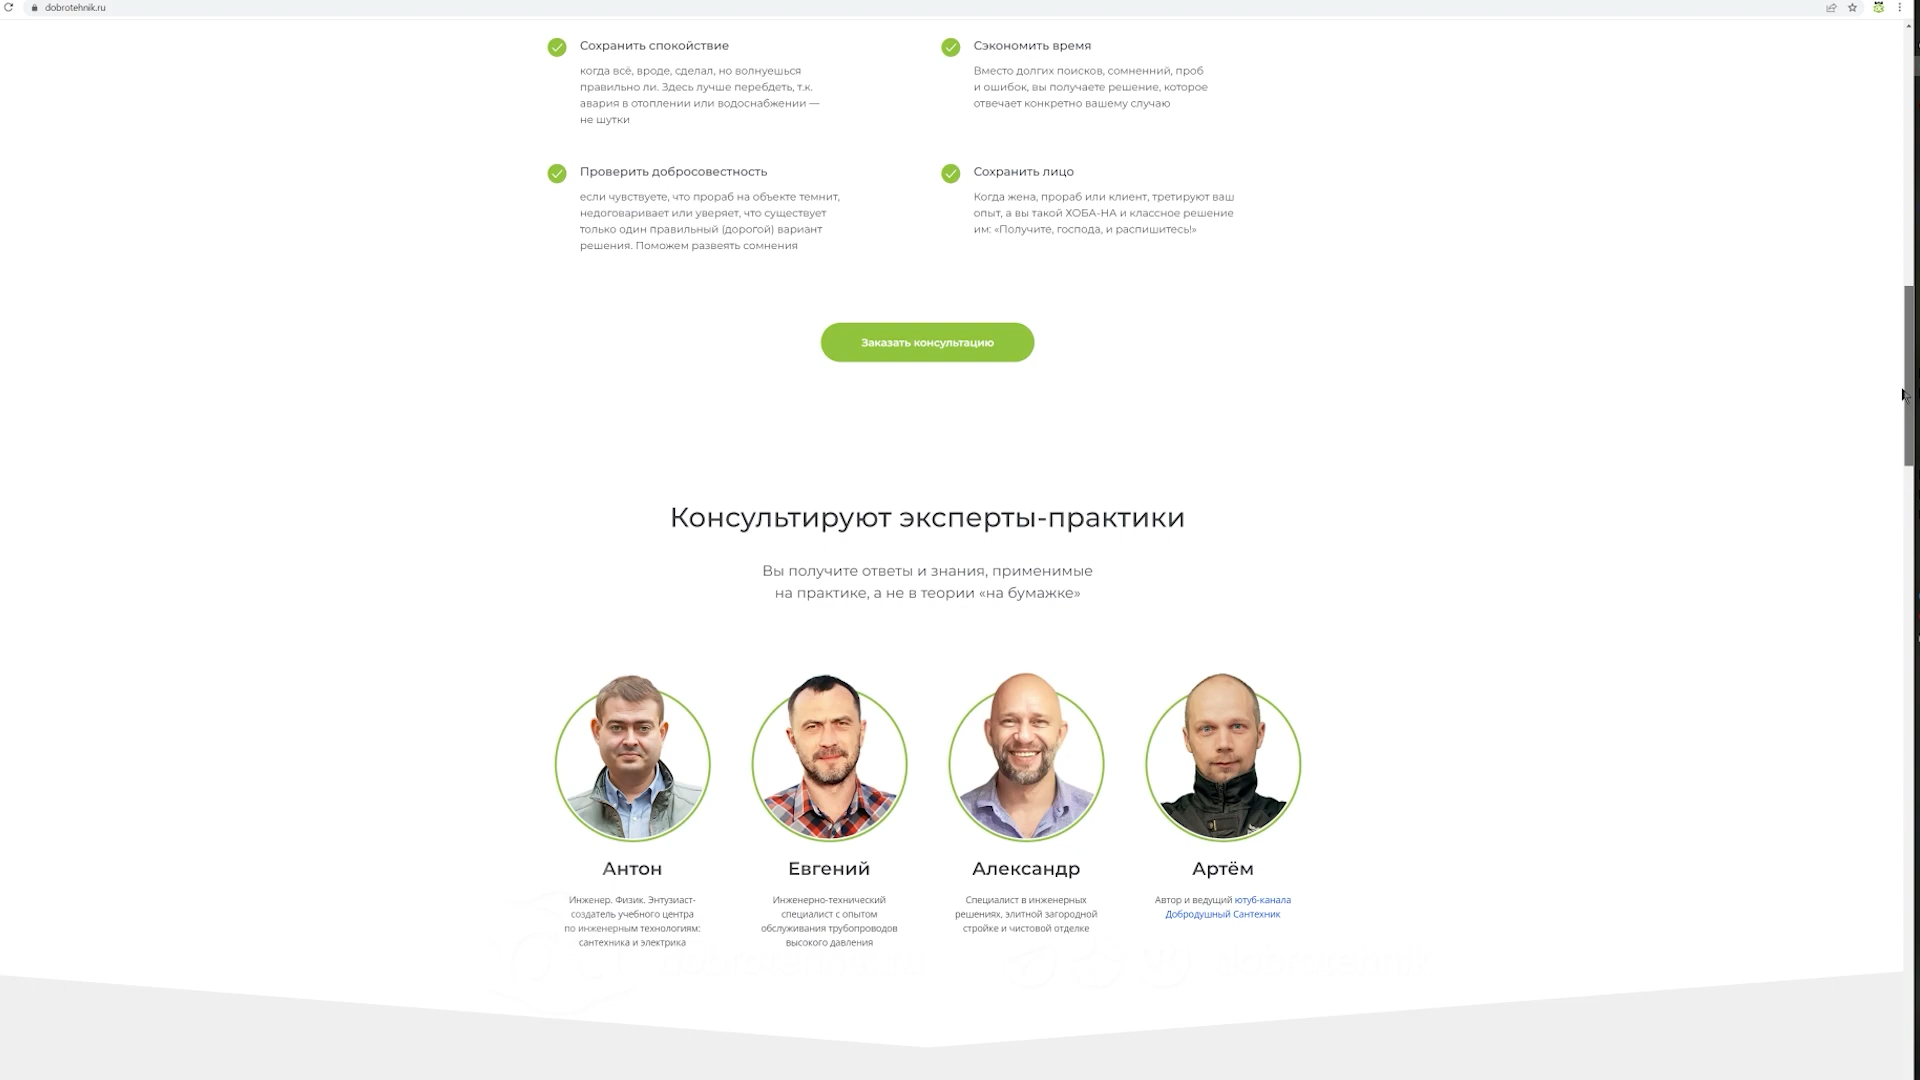 dobrotehnik.ru
Сохранить спокойствие
когда всё, вроде, сделал, но волнуешься
правильно ли. Здесь лучше перебдеть, т.к.
авария в отоплении или водоснабжении —
не шутки
Сэкономить время
Вместо долгих поисков, сомненний, проб
и ошибок, вы получаете решение, которое
отвечает конкретно вашему случаю
Проверить добросовестность
если чувствуете, что прораб на объекте темнит,
недоговаривает или уверяет, что существует
только один правильный (дорогой) вариант
решения. Поможем развеять сомнения
Сохранить лицо
Когда жена, прораб или клиент, третируют ваш
опыт, а вы такой ХОБА-НА и классное решение
им: «Получите, господа, и распишитесь!»
Заказать консультацию
Консультируют эксперты-практики
Вы получите ответы и знания, применимые
на практике, а не в теории «на бумажке»
Антон
Инженер. Физик. Энтузиаст-
создатель учебного центра
по инженерным технологиям:
сантехника и электрика
Евгений
Инженерно-технический
специалист с опытом
обслуживания трубопроводов
высокого давления
Александр
Специалист в инженерных
решениях, элитной загородной
стройке и чистовой отделке
Артём
Автор и ведущий ютуб-канала
Добродушный Сантехник